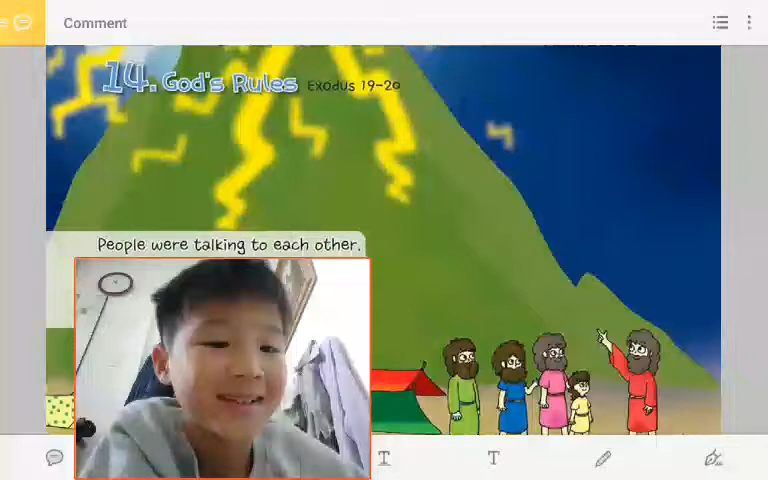 Comment
14. God's Rules Exodus 19-20
People were talking to each other.
T
T